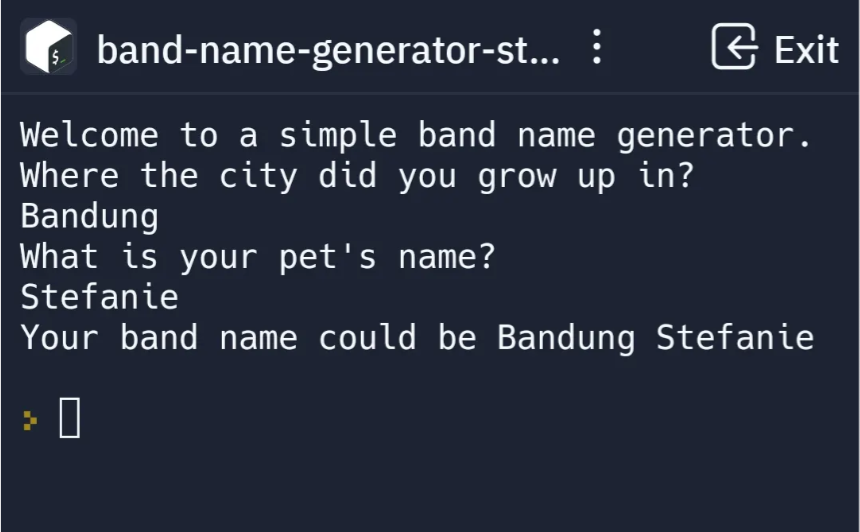 band-name-generator-st... Exit
Welcome to a simple band name generator.
Where the city did you grow up in?
Bandung
What is your pet's name?
Stefanie
Your band name could be Bandung Stefanie